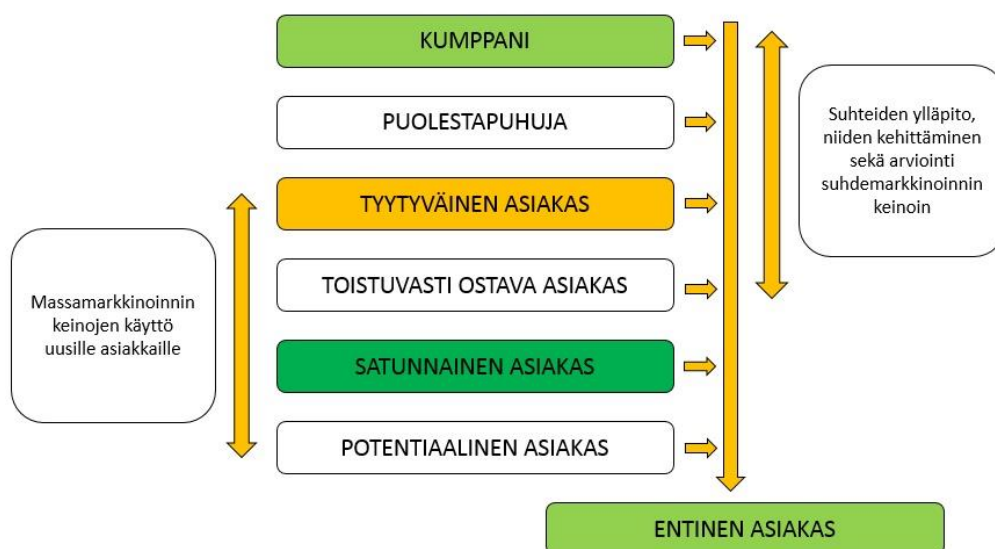 KUMPPANI
PUOLESTAPUHUJA
TYYTYVÄINEN ASIAKAS
TOISTUVASTI OSTAVA ASIAKAS
SATUNNAINEN ASIAKAS
POTENTIAALINEN ASIAKAS
ENTINEN ASIAKAS
Massamarkkinoinnin
keinojen käyttö
uusille asiakkaille
Suhteiden ylläpito,
niiden kehittäminen
sekä arviointi
suhdemarkkinoinnin
keinoin